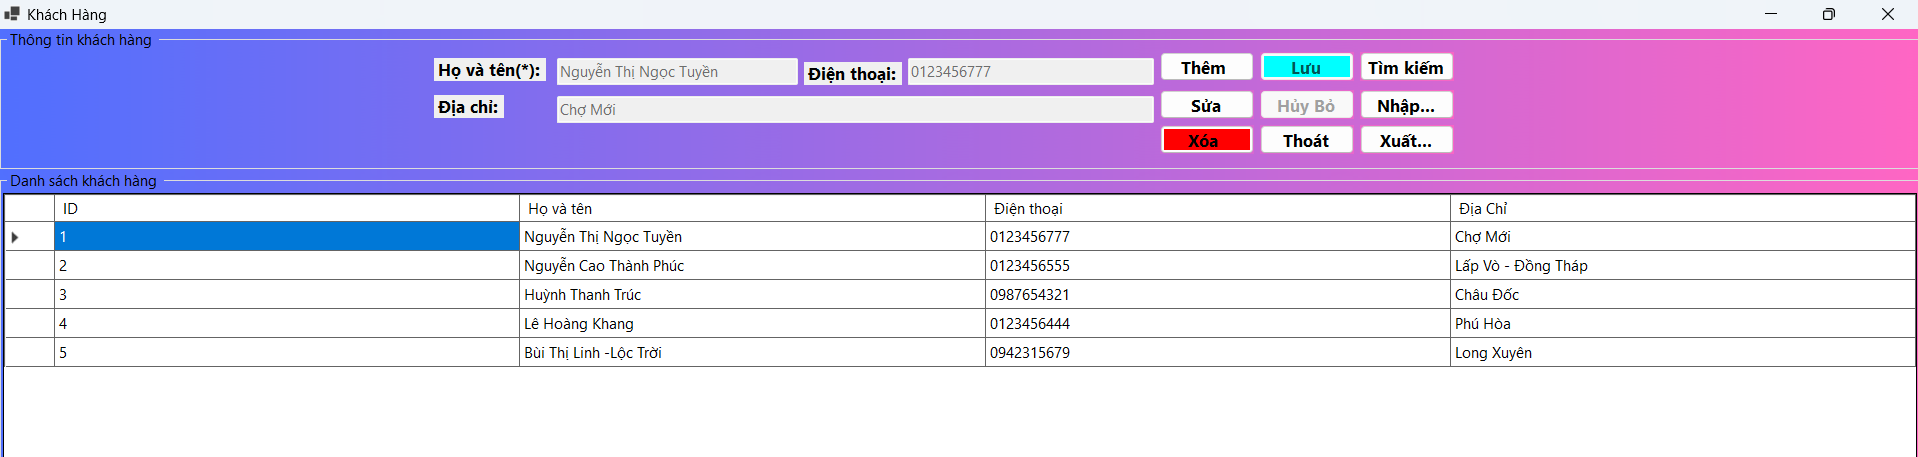 Khách Hàng
Thông tin khách hàng
Họ và tên(*): Nguyễn Thị Ngọc Tuyền Điện thoại: 0123456777 Thêm Lưu Tìm kiếm
Địa chỉ: Chợ Mới Sửa Hủy Bỏ Nhập...
Xóa Thoát Xuất...
Danh sách khách hàng
ID Họ và tên Điện thoại Địa Chỉ
1 Nguyễn Thị Ngọc Tuyền 0123456777 Chợ Mới
2 Nguyễn Cao Thành Phúc 0123456555 Lấp Vò - Đồng Tháp
3 Huỳnh Thanh Trúc 0987654321 Châu Đốc
4 Lê Hoàng Khang 0123456444 Phú Hòa
5 Bùi Thị Linh -Lộc Trời 0942315679 Long Xuyên